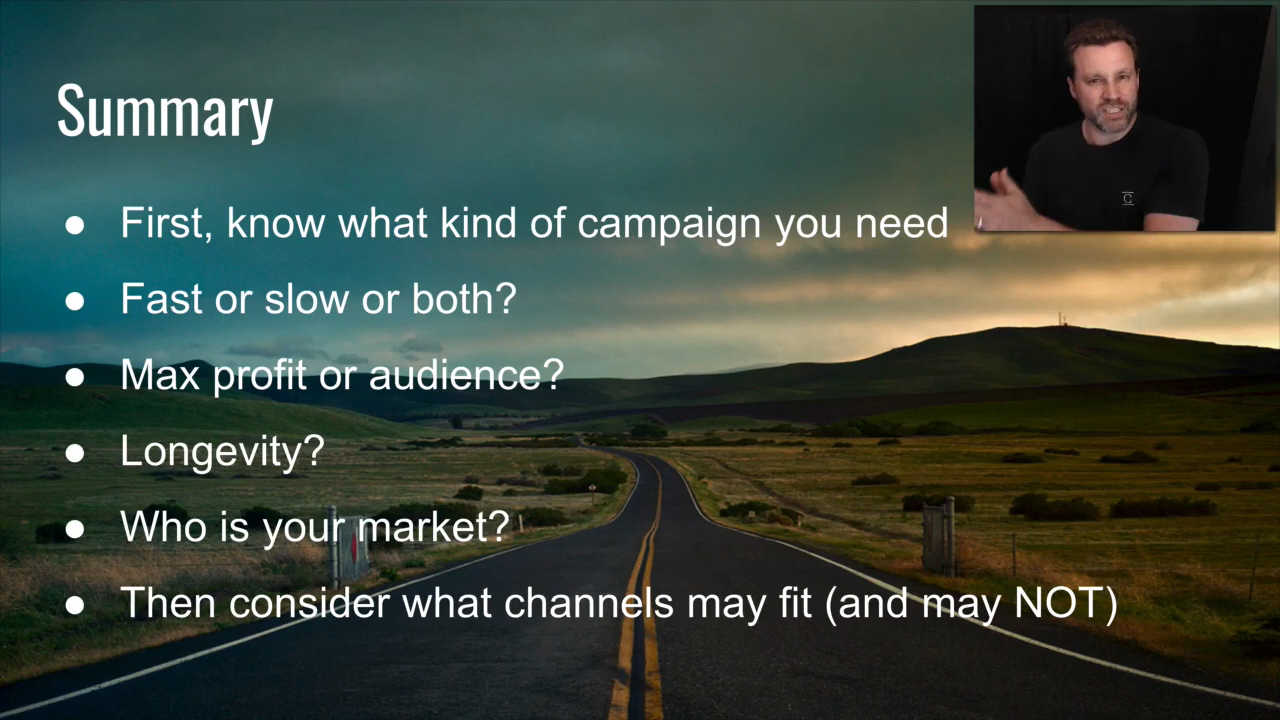 Summary
● First, know what kind of campaign you need
● Fast or slow or both?
● Max profit or audience?
● Longevity?
● Who is your market?
● Then consider what channels may fit (and may NOT)